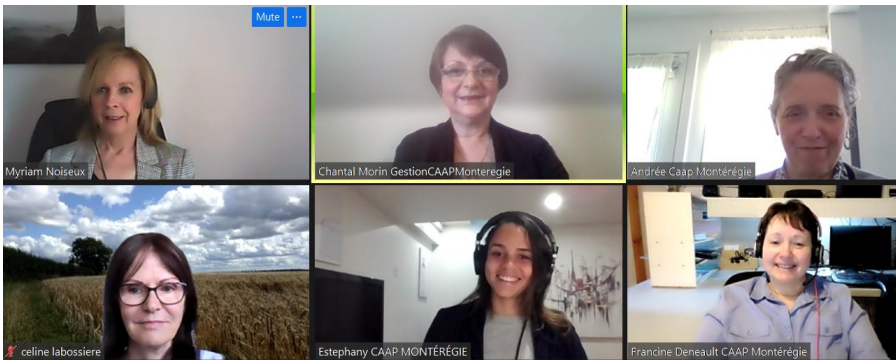 Mute ...
Myriam Noiseux
Chantal Morin GestionCAAPMonteregie
Andrée Caap Montérégie
celine labossiere
Estephany CAAP MONTÉRÉGIE
Francine Deneault CAAP Montérégie